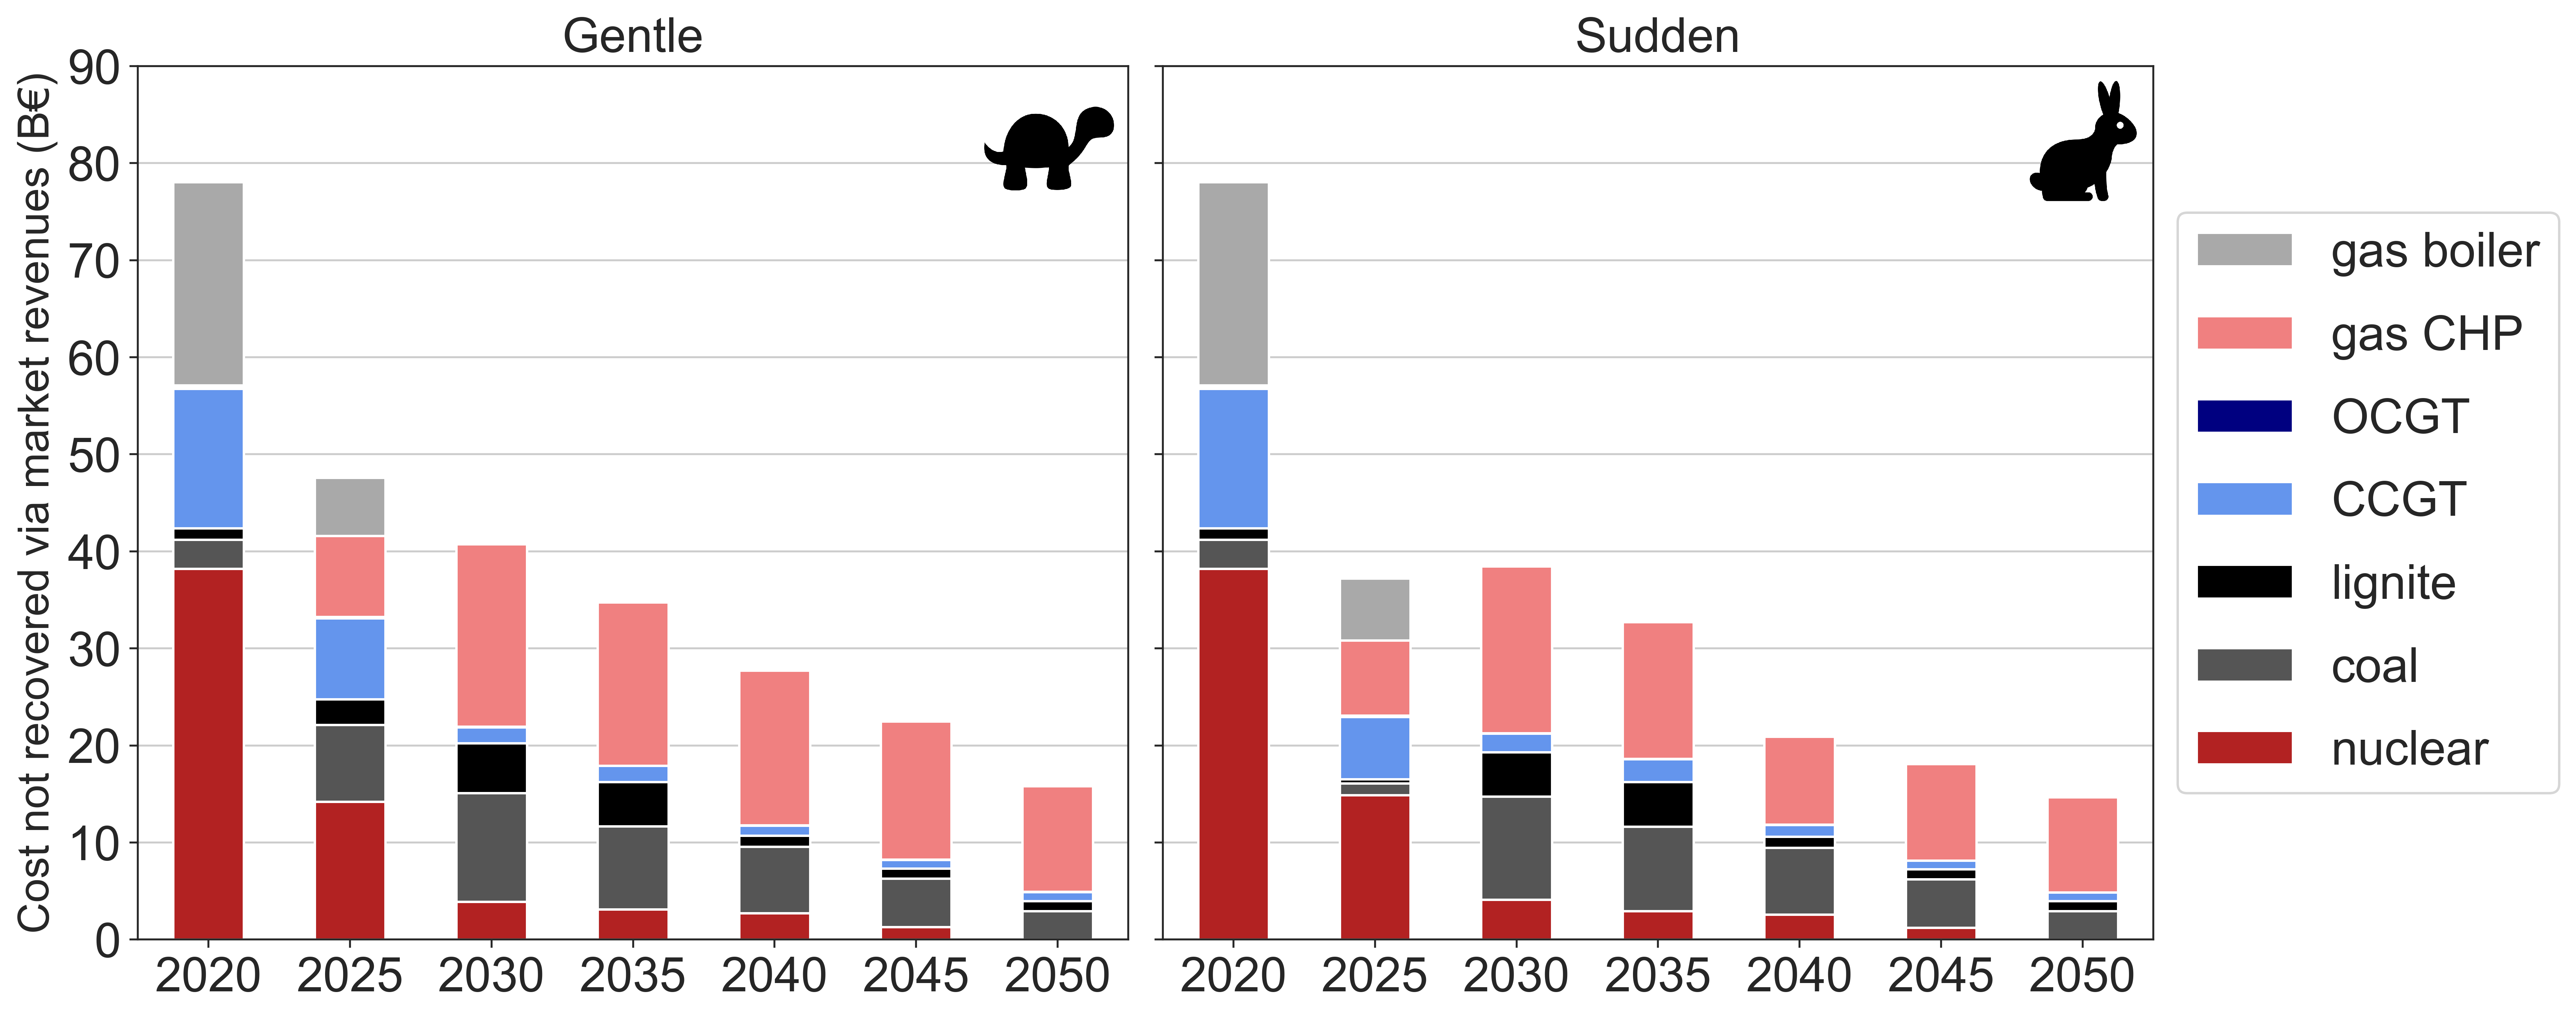 Gentle
Sudden
Cost not recovered via market revenues (B€)
90
80
70
60
50
40
30
20
10
0
2020 2025 2030 2035 2040 2045 2050
2020 2025 2030 2035 2040 2045 2050
gas boiler
gas CHP
OCGT
CCGT
lignite
coal
nuclear